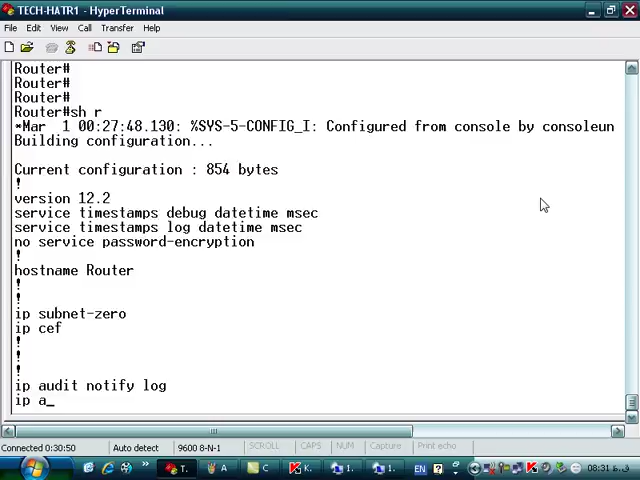 TECH-HATR1 - HyperTerminal
File Edit View Call Transfer Help
Router#
Router#
Router#
Router#sh r
*Mar  1 00:27:48.130: %SYS-5-CONFIG_I: Configured from console by consoleun
Building configuration...
Current configuration : 854 bytes
!
version 12.2
service timestamps debug datetime msec
service timestamps log datetime msec
no service password-encryption
!
hostname Router
!
!
ip subnet-zero
ip cef
!
!
!
ip audit notify log
ip a_
Connected 0:30:50 Auto detect 9600 8-N-1 SCROLL CAPS NUM Capture Print echo
T. A C K. 1. 1. EN 08:31